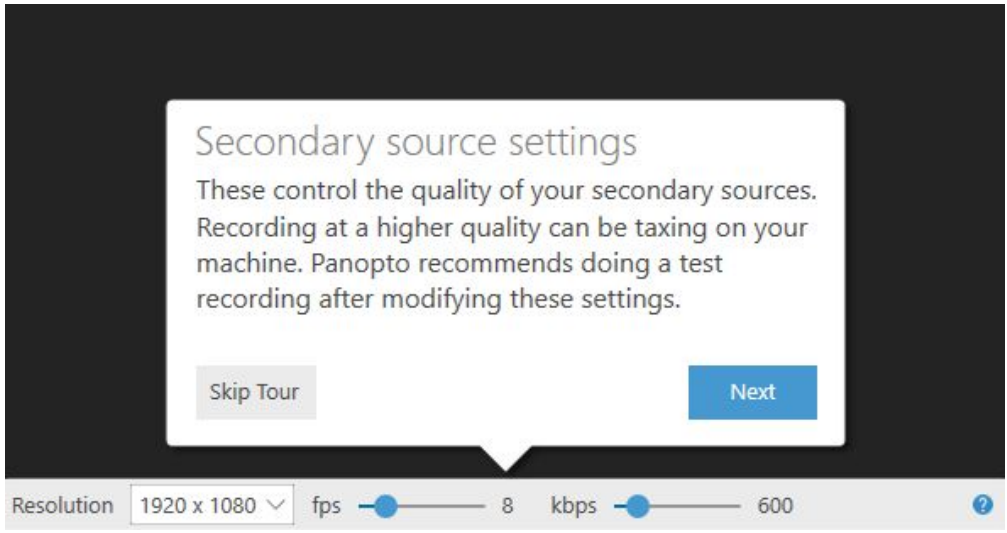 Secondary source settings
These control the quality of your secondary sources.
Recording at a higher quality can be taxing on your
machine. Panopto recommends doing a test
recording after modifying these settings.
Skip Tour Next
Resolution 1920 x 1080 fps 8 kbps 600 ?